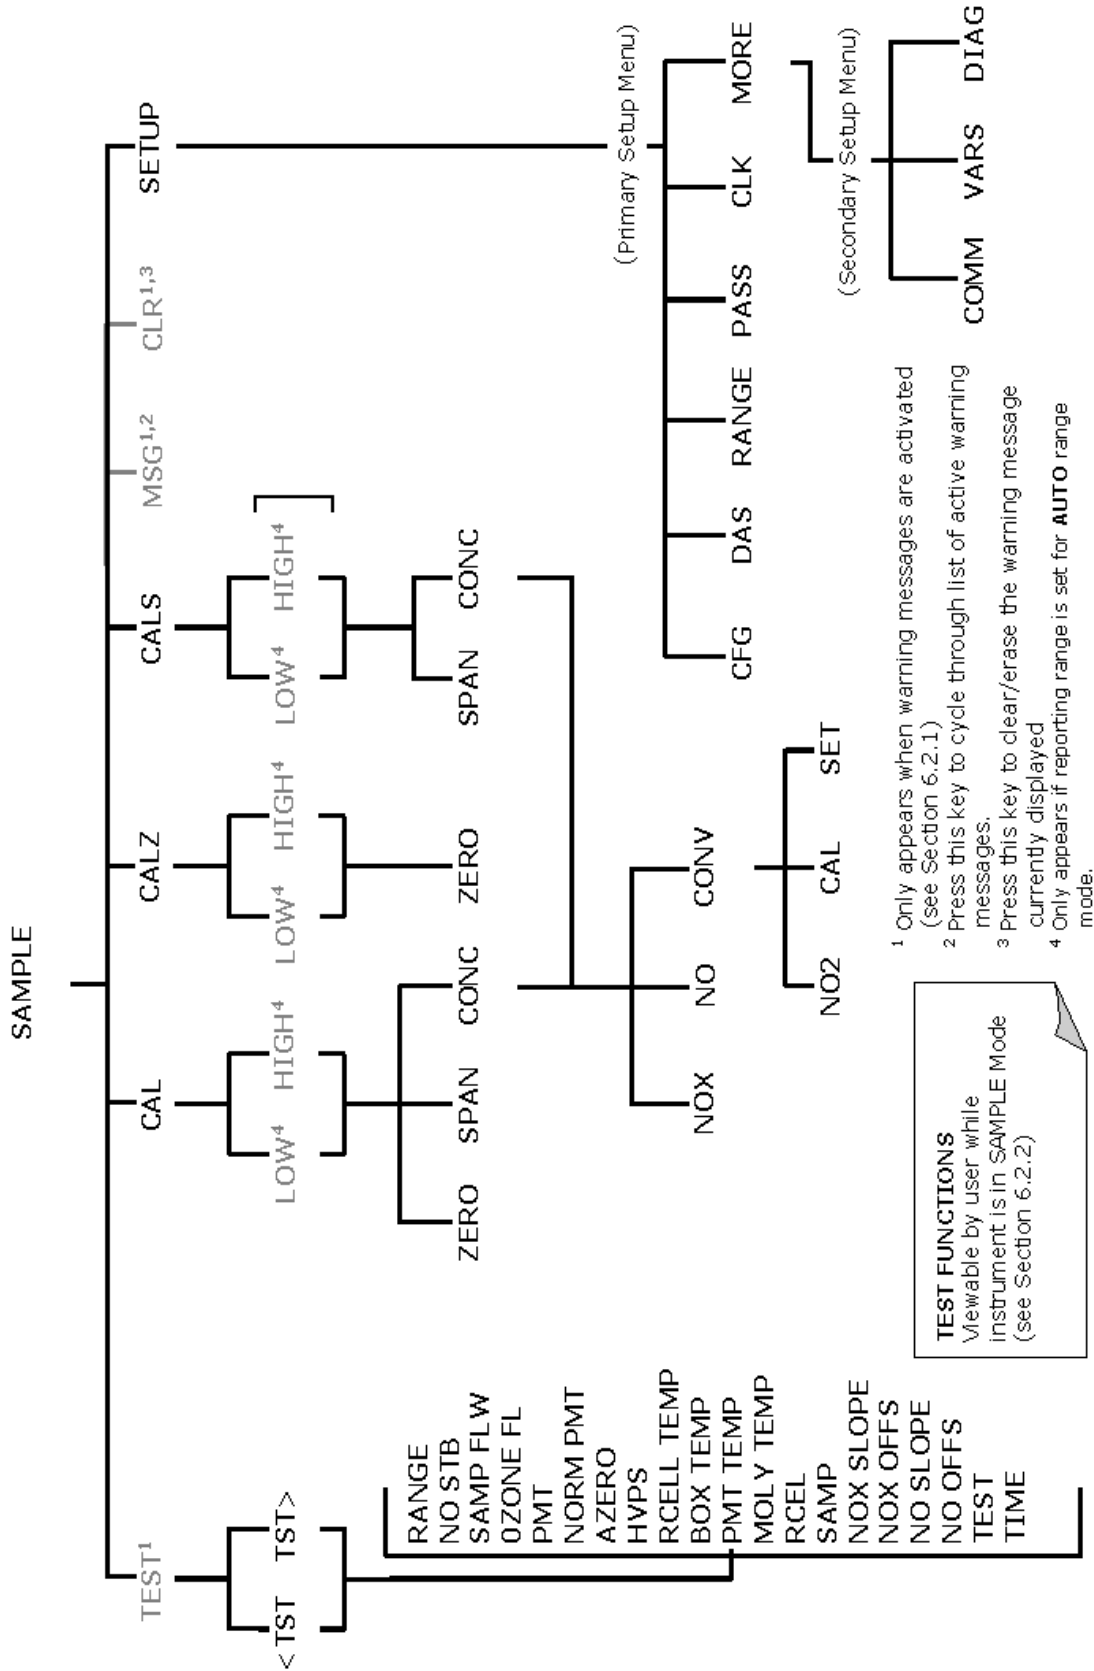 SAMPLE
TEST¹
CAL
CALZ
CALS
MSG¹,²
CLR¹,³
SETUP
<TST
TST>
LOW⁴
HIGH⁴
LOW⁴
HIGH⁴
LOW⁴
HIGH⁴
RANGE
NO STB
SAMP FLW
0ZONE FL
PMT
NORM PMT
AZERO
HVPS
RCELL TEMP
BOX TEMP
PMT TEMP
MOLY TEMP
RCEL
SAMP
NOX SLOPE
NOX OFFS
NO SLOPE
NO OFFS
TEST
TIME
ZERO
SPAN
CONC
ZERO
SPAN
CONC
NOX
NO
CONV
NO2
CAL
SET
(Primary Setup Menu)
CFG
DAS
RANGE
PASS
CLK
MORE
(Secondary Setup Menu)
COMM
VARS
DIAG
TEST FUNCTIONS
Viewable by user while
instrument is in SAMPLE Mode
(see Section 6.2.2)
¹ Only appears when warning messages are activated
(see Section 6.2.1)
² Press this key to cycle through list of active warning
messages.
³ Press this key to clear/erase the warning message
currently displayed
⁴ Only appears if reporting range is set for AUTO range
mode.